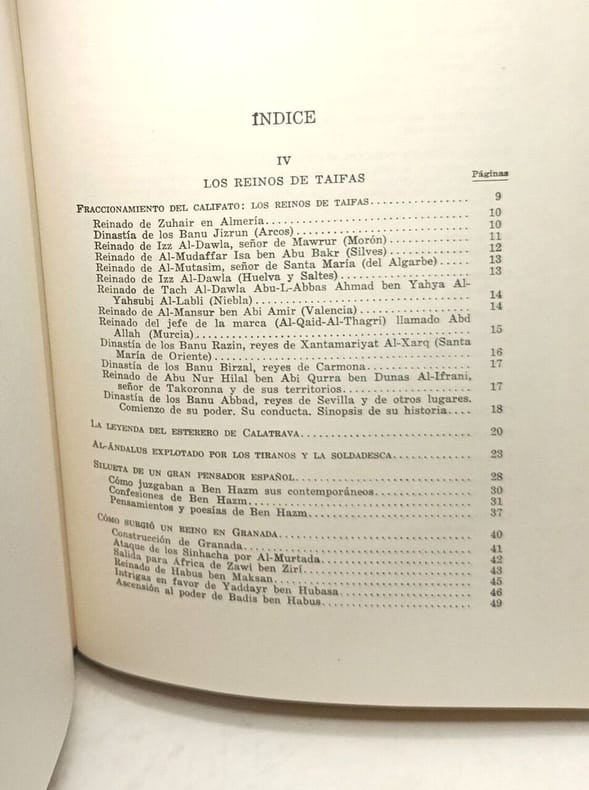 ÍNDICE
IV
LOS REINOS DE TAIFAS
Páginas
FRACCIONAMIENTO DEL CALIFATO: LOS REINOS DE TAIFAS................ 9
Reinado de Zuhair en Almería............................ 10
Dinastía de los Banu Jizrun (Arcos)........................ 10
Reinado de Izz Al-Dawla, señor de Mawrur (Morón)............ 11
Reinado de Al-Mudaffar Isa ben Abu Bakr (Silves)............ 12
Reinado de Al-Mutasim, señor de Santa María (del Algarbe)..... 13
Reinado de Izz Al-Dawla (Huelva y Saltes).................. 13
Reinado de Tach Al-Dawla Abu-L-Abbas Ahmad ben Yahya Al-
Yahsubi Al-Labli (Niebla)............................ 14
Reinado de Al-Mansur ben Abi Amir (Valencia)............... 14
Reinado del jefe de la marca (Al-Qaid-Al-Thagri) llamado Abd
Allah (Murcia)..................................... 15
Dinastía de los Banu Razin, reyes de Xantamariyat Al-Xarq (Santa
María de Oriente).................................. 16
Dinastía de los Banu Birzal, reyes de Carmona............... 17
Reinado de Abu Nur Hilal ben Abi Qurra ben Dunas Al-Ifrani,
señor de Takoronna y de sus territorios.................. 17
Dinastía de los Banu Abbad, reyes de Sevilla y de otros lugares.
Comienzo de su poder. Su conducta. Sinopsis de su historia.... 18
LA LEYENDA DEL ESTERERO DE CALATRAVA......................... 20
AL-ANDALUS EXPLOTADO POR LOS TIRANOS Y LA SOLDADESCA............ 23
SILUETA DE UN GRAN PENSADOR ESPAÑOL.......................... 28
Cómo juzgaban a Ben Hazm sus contemporáneos.............. 30
Confesiones de Ben Hazm................................ 31
Pensamientos y poesías de Ben Hazm....................... 37
CÓMO SURGIÓ UN REINO EN GRANADA............................ 40
Construcción de Granada................................ 41
Ataque de los Sinhacha por Al-Murtada..................... 42
Salida para África de Zawi ben Zirí........................ 43
Reinado de Habus ben Maksan............................ 45
Intrigas en favor de Yaddayr ben Hubasa................... 46
Ascensión al poder de Badis ben Habus..................... 49